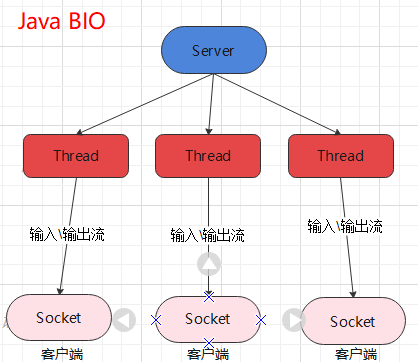 Java BIO
Server
Thread Thread Thread
输入\输出流 输入\输出流 输入\输出流
Socket Socket Socket
客户端 客户端 客户端